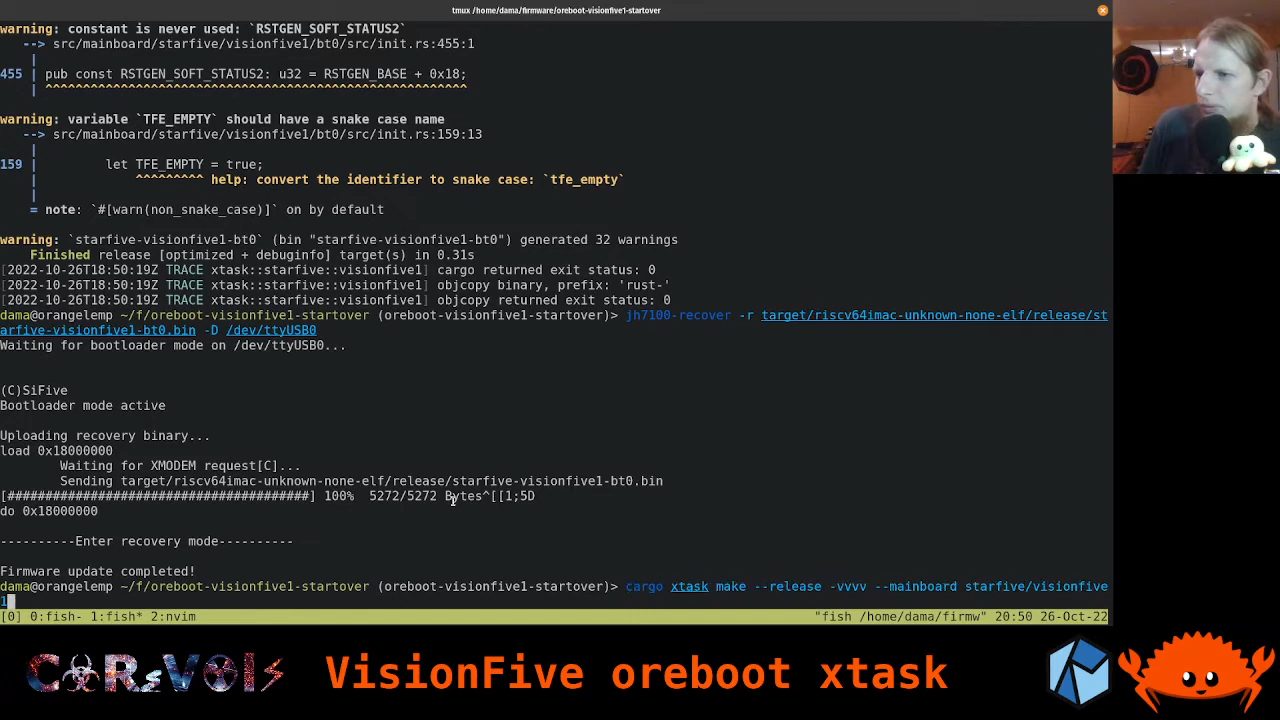 tmux /home/dama/firmware/oreboot-visionfive1-startover
warning: constant is never used: `RSTGEN_SOFT_STATUS2`
--> src/mainboard/starfive/visionfive1/bt0/src/init.rs:455:1
|
455 | pub const RSTGEN_SOFT_STATUS2: u32 = RSTGEN_BASE + 0x18;
| ^^^^^^^^^^^^^^^^^^^^^^^^^^^^^^^^^^^^^^^^^^^^^^^^^^^^^^^^
warning: variable `TFE_EMPTY` should have a snake case name
--> src/mainboard/starfive/visionfive1/bt0/src/init.rs:159:13
|
159 |         let TFE_EMPTY = true;
|             ^^^^^^^^^ help: convert the identifier to snake case: `tfe_empty`
|
= note: `#[warn(non_snake_case)]` on by default
warning: `starfive-visionfive1-bt0` (bin "starfive-visionfive1-bt0") generated 32 warnings
Finished release [optimized + debuginfo] target(s) in 0.31s
[2022-10-26T18:50:19Z TRACE xtask::starfive::visionfive1] cargo returned exit status: 0
[2022-10-26T18:50:19Z TRACE xtask::starfive::visionfive1] objcopy binary, prefix: 'rust-'
[2022-10-26T18:50:19Z TRACE xtask::starfive::visionfive1] objcopy returned exit status: 0
dama@orangelemp ~/f/oreboot-visionfive1-startover (oreboot-visionfive1-startover)> jh7100-recover -r target/riscv64imac-unknown-none-elf/release/st
arfive-visionfive1-bt0.bin -D /dev/ttyUSB0
Waiting for bootloader mode on /dev/ttyUSB0...
(C)SiFive
Bootloader mode active
Uploading recovery binary...
load 0x18000000
Waiting for XMODEM request[C]...
Sending target/riscv64imac-unknown-none-elf/release/starfive-visionfive1-bt0.bin
[########################################] 100%  5272/5272 Bytes^[[1;5D
do 0x18000000
----------Enter recovery mode----------
Firmware update completed!
dama@orangelemp ~/f/oreboot-visionfive1-startover (oreboot-visionfive1-startover)> cargo xtask make --release -vvvv --mainboard starfive/visionfive
1
[0] 0:fish- 1:fish* 2:nvim "fish /home/dama/firmw" 20:50 26-Oct-22
VisionFive oreboot xtask